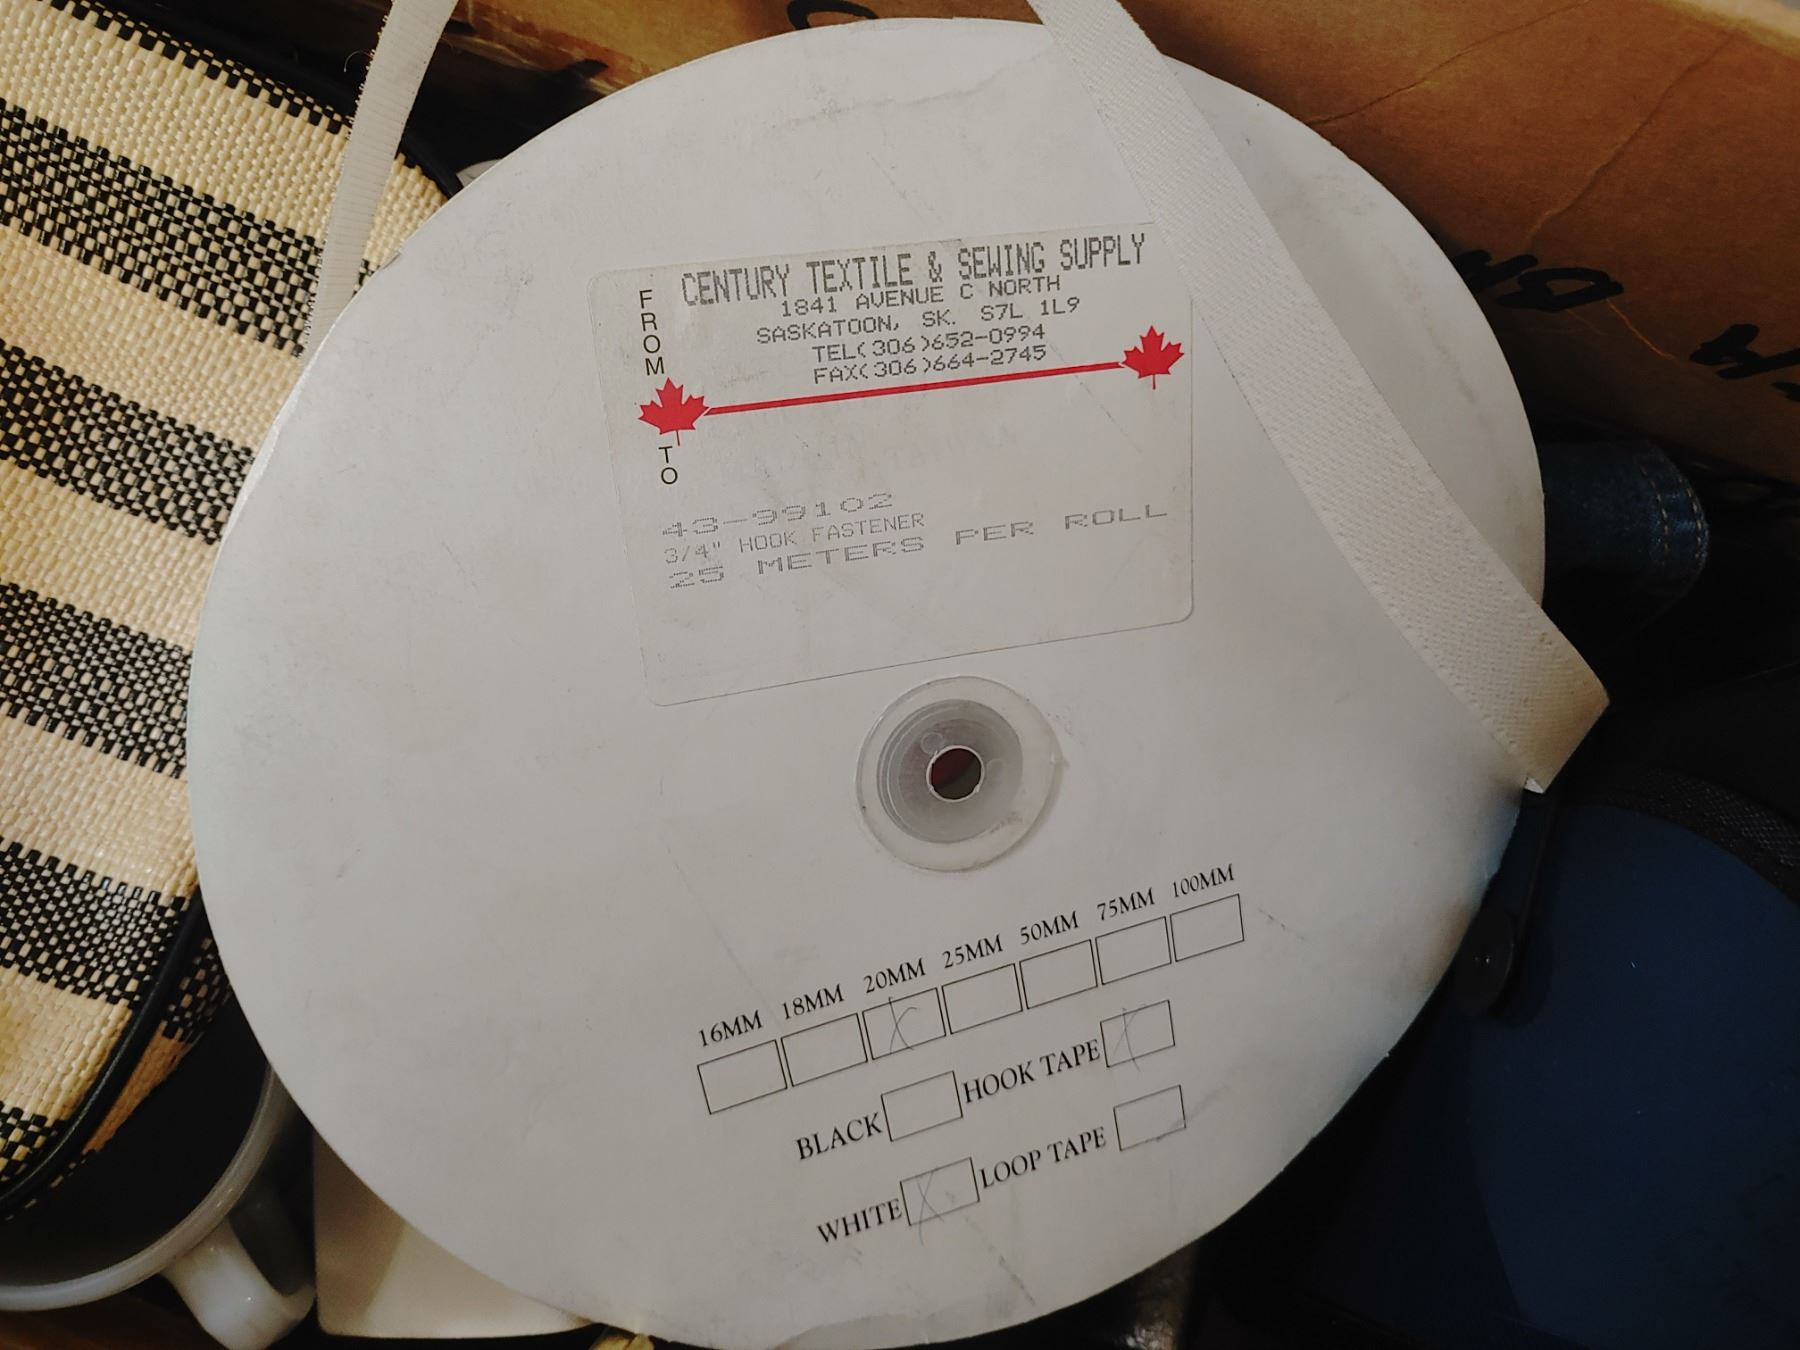 FROM
CENTURY TEXTILE & SEWING SUPPLY
1841 AVENUE C NORTH
SASKATOON, SK. S7L 1L9
TEL(306)652-0994
FAX(306)664-2745
TO
43-99102
3/4" HOOK FASTENER
25 METERS PER ROLL
16MM 18MM 20MM 25MM 50MM 75MM 100MM
X
BLACK HOOK TAPE X
WHITE X LOOP TAPE